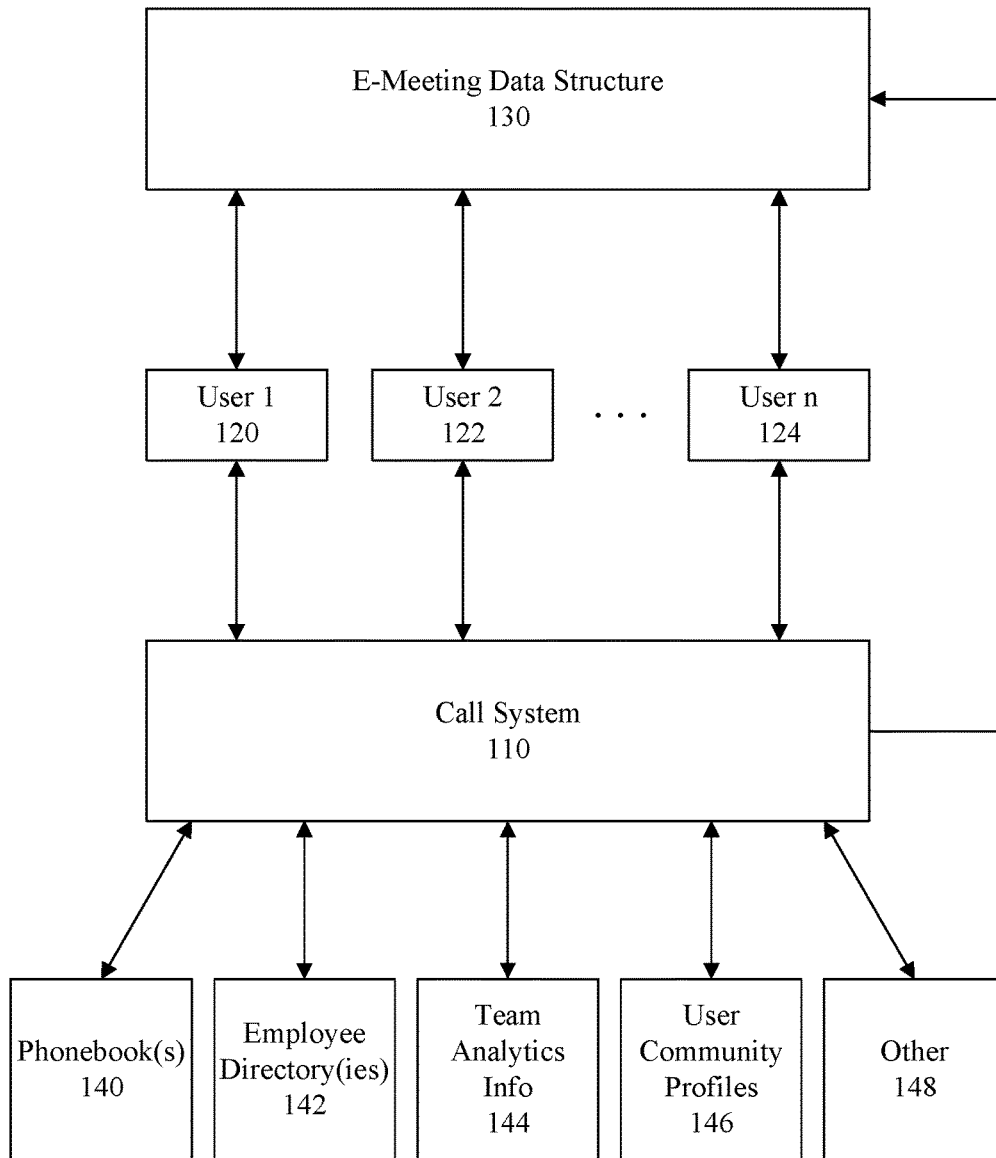 E-Meeting Data Structure
130
User 1
120
User 2
122
. . .
User n
124
Call System
110
Phonebook(s)
140
Employee
Directory(ies)
142
Team
Analytics
Info
144
User
Community
Profiles
146
Other
148